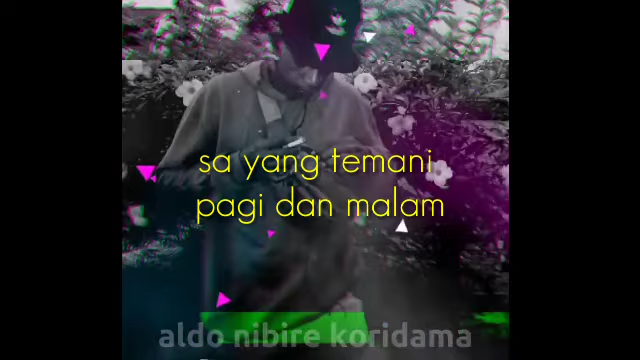 sa yang temani
pagi dan malam
aldo nibire koridama